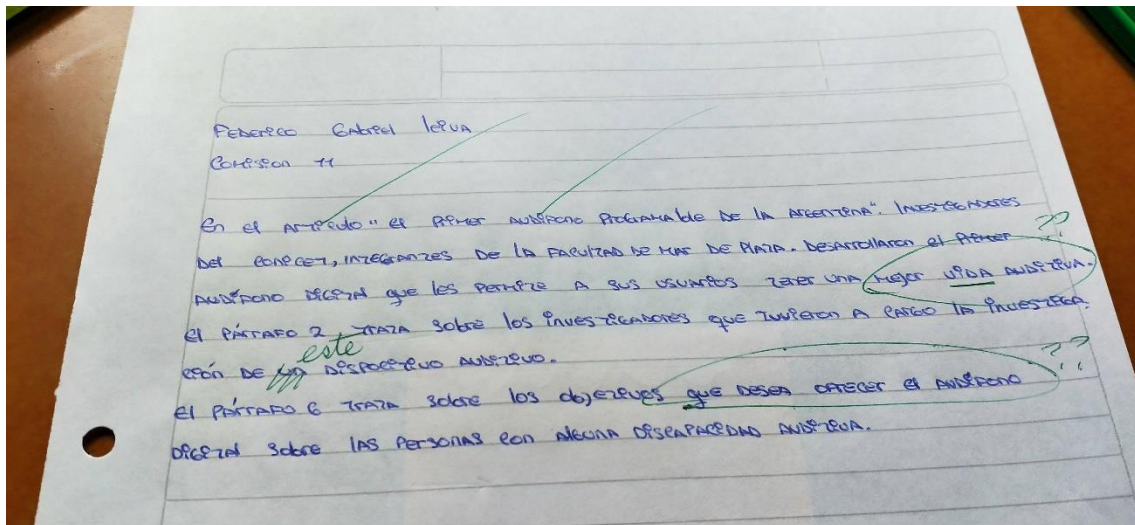 Federico Gabriel Leiva
Comision 11
En el Artículo "el Primer Audífono Programable de la Argentina". Investigadores
Del Conicet, integrantes de la Facultad de Mar de Plata. Desarrollaron el Primer ??
Audífono Digital que les permite a sus usuarios tener una mejor vida Auditiva.
el Párrafo 2, trata sobre los investigadores que tuvieron a cargo la investiga.
este
ción de un dispositivo Auditivo.
el Párrafo 6 trata sobre los objetivos que desea ofrecer el Audífono ??
Digital sobre las personas con alguna discapacidad Auditiva.